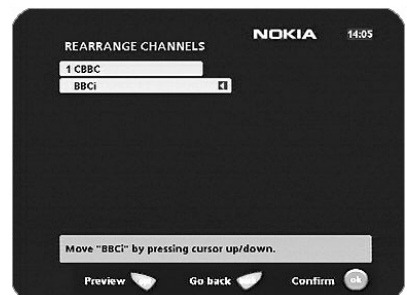 NOKIA 14:05
REARRANGE CHANNELS
1 CBBC
BBCi
Move "BBCi" by pressing cursor up/down.
Preview Go back Confirm ok